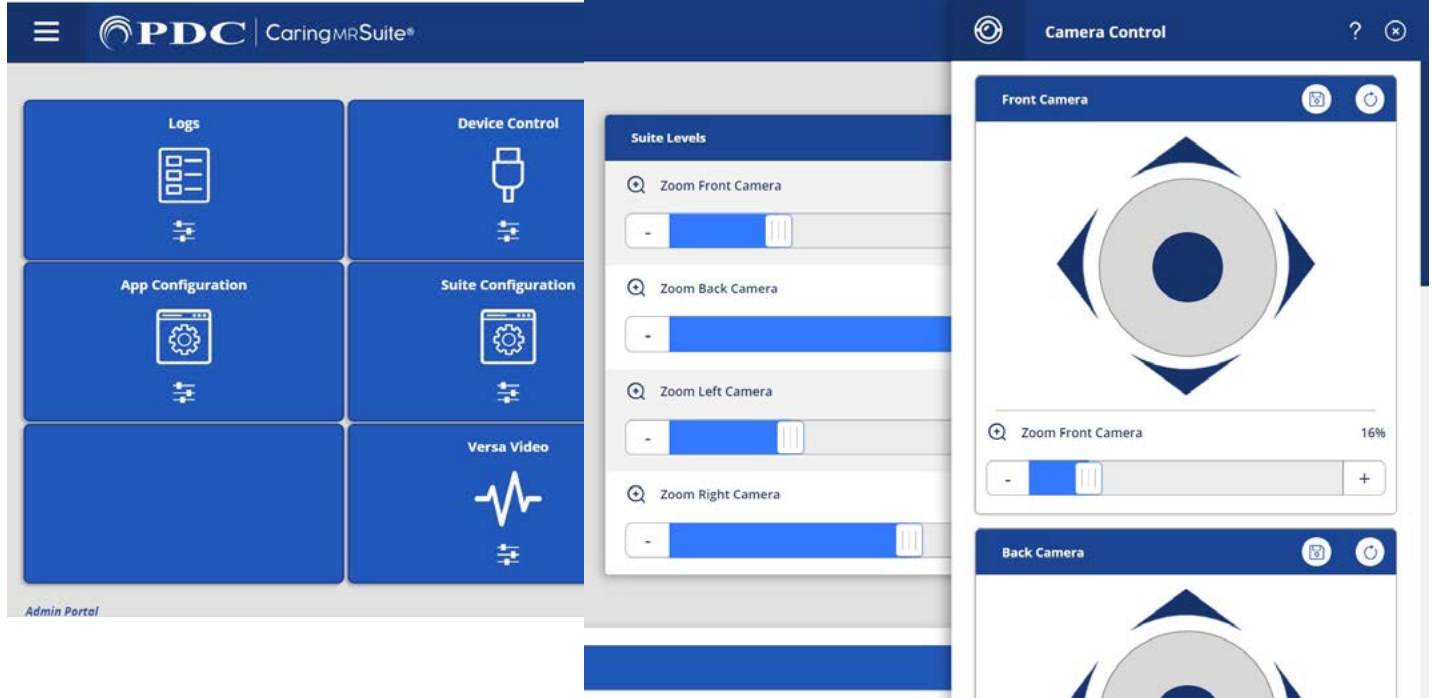 PDC | Caring MR Suite®
Logs
Device Control
App Configuration
Suite Configuration
Versa Video
Admin Portal
Suite Levels
Zoom Front Camera
-
Zoom Back Camera
-
Zoom Left Camera
-
Zoom Right Camera
-
Camera Control ?
Front Camera
Zoom Front Camera 16%
- +
Back Camera